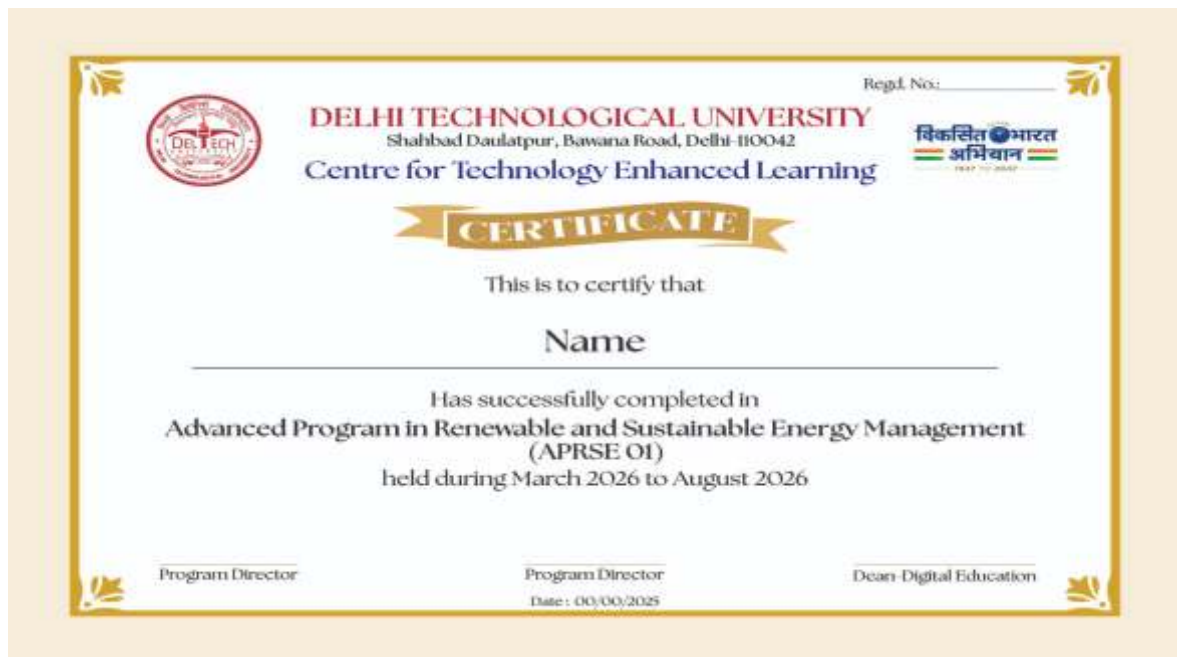 Regd. No.:
DELHI TECHNOLOGICAL UNIVERSITY
Shahbad Daulatpur, Bawana Road, Delhi-110042
Centre for Technology Enhanced Learning
DELTECH
विकसित भारत
अभियान
CERTIFICATE
This is to certify that
Name
Has successfully completed in
Advanced Program in Renewable and Sustainable Energy Management
(APRSE 01)
held during March 2026 to August 2026
Program Director
Program Director
Dean-Digital Education
Date : 00/00/2025